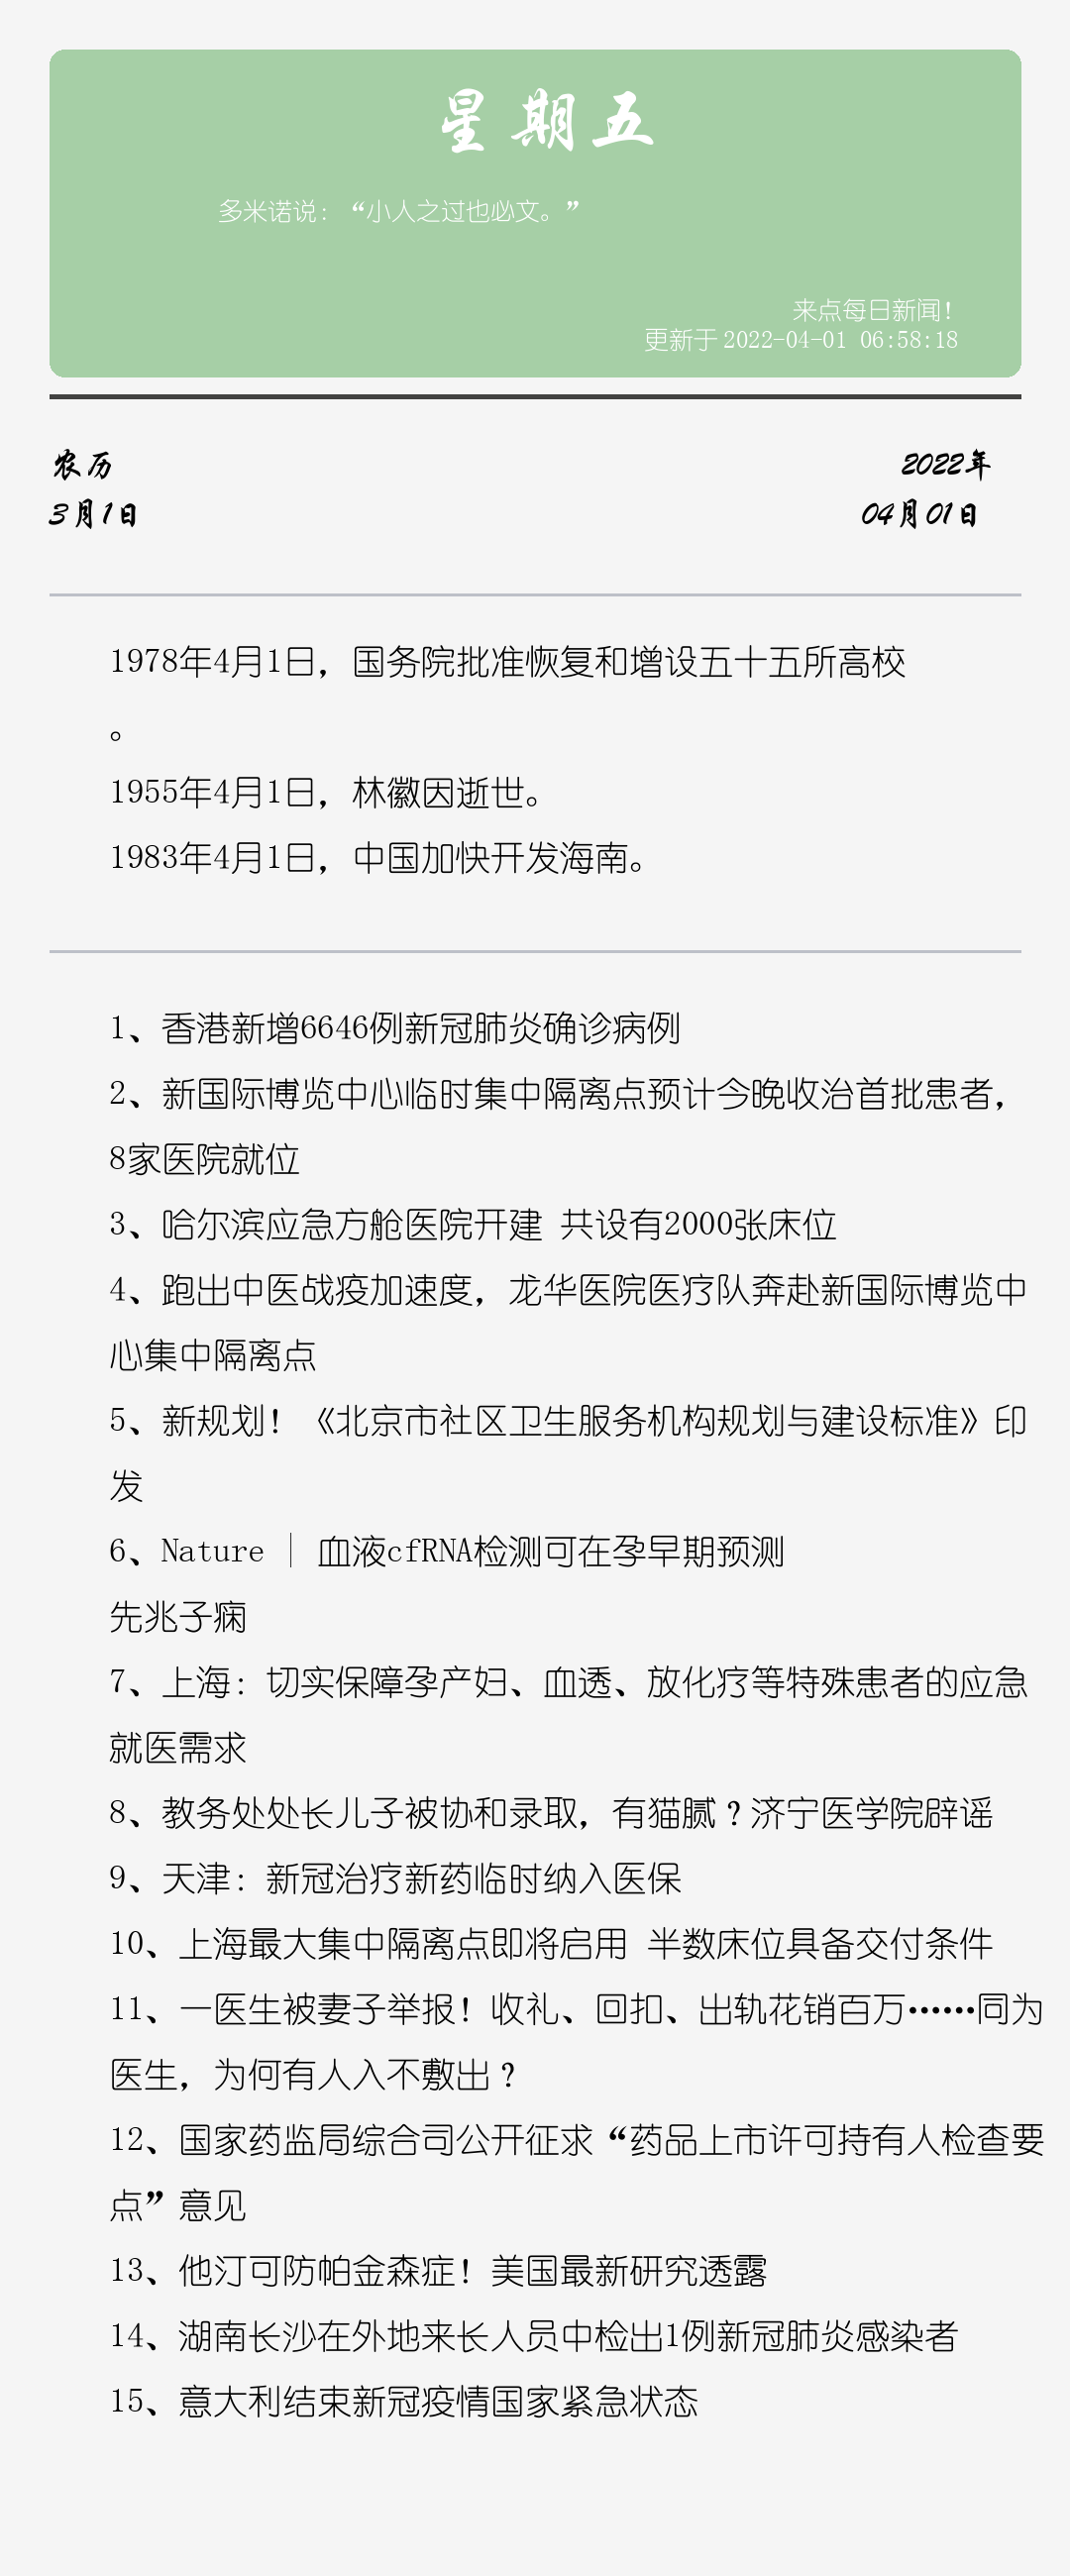 星期五
多米诺说：“小人之过也必文。”
来点每日新闻！
更新于 2022-04-01 06:58:18
农历
2022年
3月1日
04月01日
1978年4月1日，国务院批准恢复和增设五十五所高校
。
1955年4月1日，林徽因逝世。
1983年4月1日，中国加快开发海南。
1、香港新增6646例新冠肺炎确诊病例
2、新国际博览中心临时集中隔离点预计今晚收治首批患者，
8家医院就位
3、哈尔滨应急方舱医院开建 共设有2000张床位
4、跑出中医战疫加速度，龙华医院医疗队奔赴新国际博览中
心集中隔离点
5、新规划！《北京市社区卫生服务机构规划与建设标准》印
发
6、Nature | 血液cfRNA检测可在孕早期预测
先兆子痫
7、上海：切实保障孕产妇、血透、放化疗等特殊患者的应急
就医需求
8、教务处处长儿子被协和录取，有猫腻？济宁医学院辟谣
9、天津：新冠治疗新药临时纳入医保
10、上海最大集中隔离点即将启用 半数床位具备交付条件
11、一医生被妻子举报！收礼、回扣、出轨花销百万……同为
医生，为何有人入不敷出？
12、国家药监局综合司公开征求“药品上市许可持有人检查要
点”意见
13、他汀可防帕金森症！美国最新研究透露
14、湖南长沙在外地来长人员中检出1例新冠肺炎感染者
15、意大利结束新冠疫情国家紧急状态